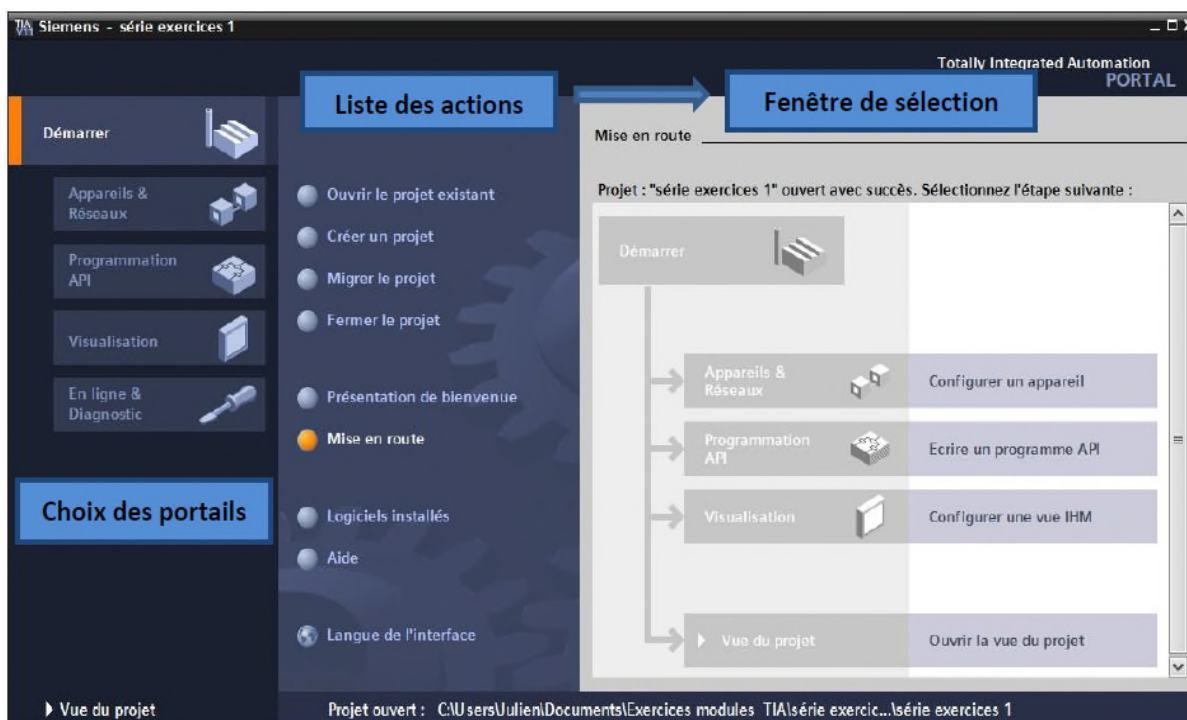 Siemens - série exercices 1
Totally Integrated Automation
PORTAL
Liste des actions
Fenêtre de sélection
Démarrer
Appareils &
Réseaux
Programmation
API
Visualisation
En ligne &
Diagnostic
Choix des portails
Vue du projet
Ouvrir le projet existant
Créer un projet
Migrer le projet
Fermer le projet
Présentation de bienvenue
Mise en route
Logiciels installés
Aide
Langue de l'interface
Mise en route
Projet : "série exercices 1" ouvert avec succès. Sélectionnez l'étape suivante :
Démarrer
Appareils &
Réseaux
Configurer un appareil
Programmation
API
Ecrire un programme API
Visualisation
Configurer une vue IHM
Vue du projet
Ouvrir la vue du projet
Projet ouvert : C:\Users\Julien\Documents\Exercices modules TIA\série exercic...\série exercices 1